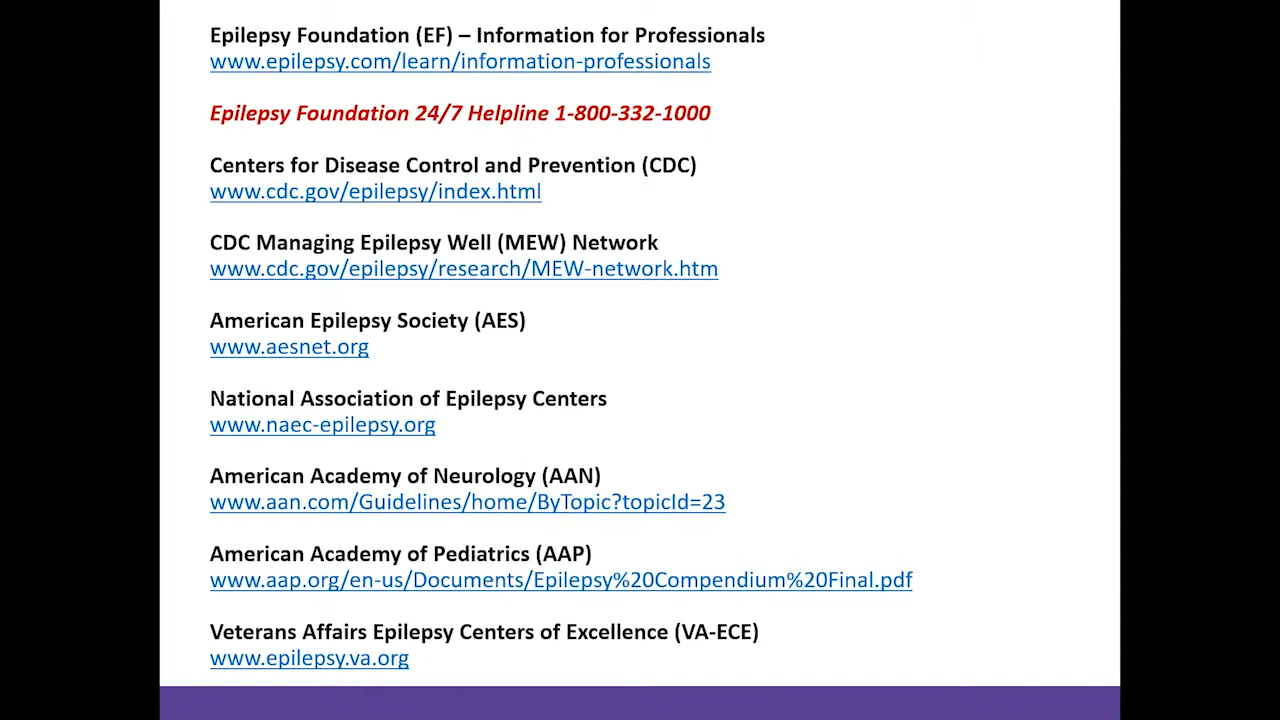 Epilepsy Foundation (EF) – Information for Professionals
www.epilepsy.com/learn/information-professionals
Epilepsy Foundation 24/7 Helpline 1-800-332-1000
Centers for Disease Control and Prevention (CDC)
www.cdc.gov/epilepsy/index.html
CDC Managing Epilepsy Well (MEW) Network
www.cdc.gov/epilepsy/research/MEW-network.htm
American Epilepsy Society (AES)
www.aesnet.org
National Association of Epilepsy Centers
www.naec-epilepsy.org
American Academy of Neurology (AAN)
www.aan.com/Guidelines/home/ByTopic?topicId=23
American Academy of Pediatrics (AAP)
www.aap.org/en-us/Documents/Epilepsy%20Compendium%20Final.pdf
Veterans Affairs Epilepsy Centers of Excellence (VA-ECE)
www.epilepsy.va.org